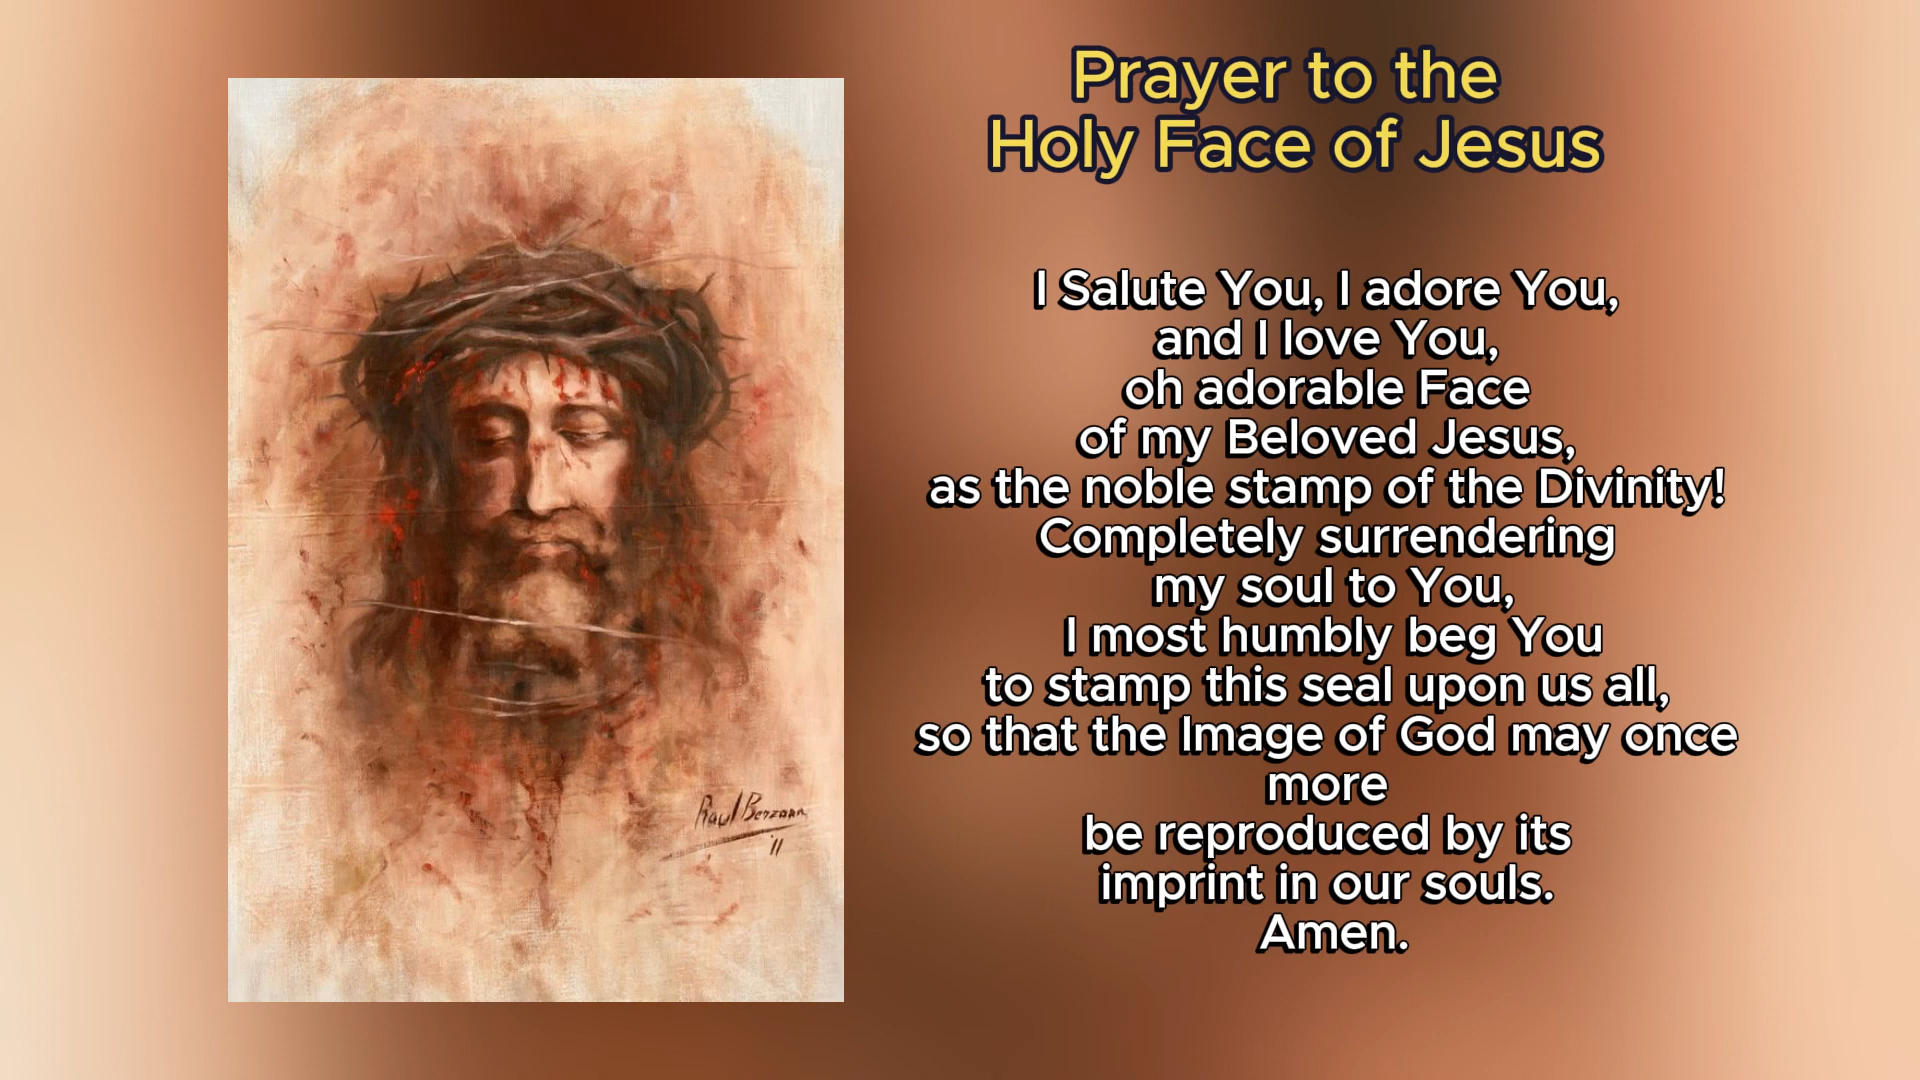 Prayer to the
Holy Face of Jesus
I Salute You, I adore You,
and I love You,
oh adorable Face
of my Beloved Jesus,
as the noble stamp of the Divinity!
Completely surrendering
my soul to You,
I most humbly beg You
to stamp this seal upon us all,
so that the Image of God may once
more
be reproduced by its
imprint in our souls.
Amen.
Raul Berzosa
'11